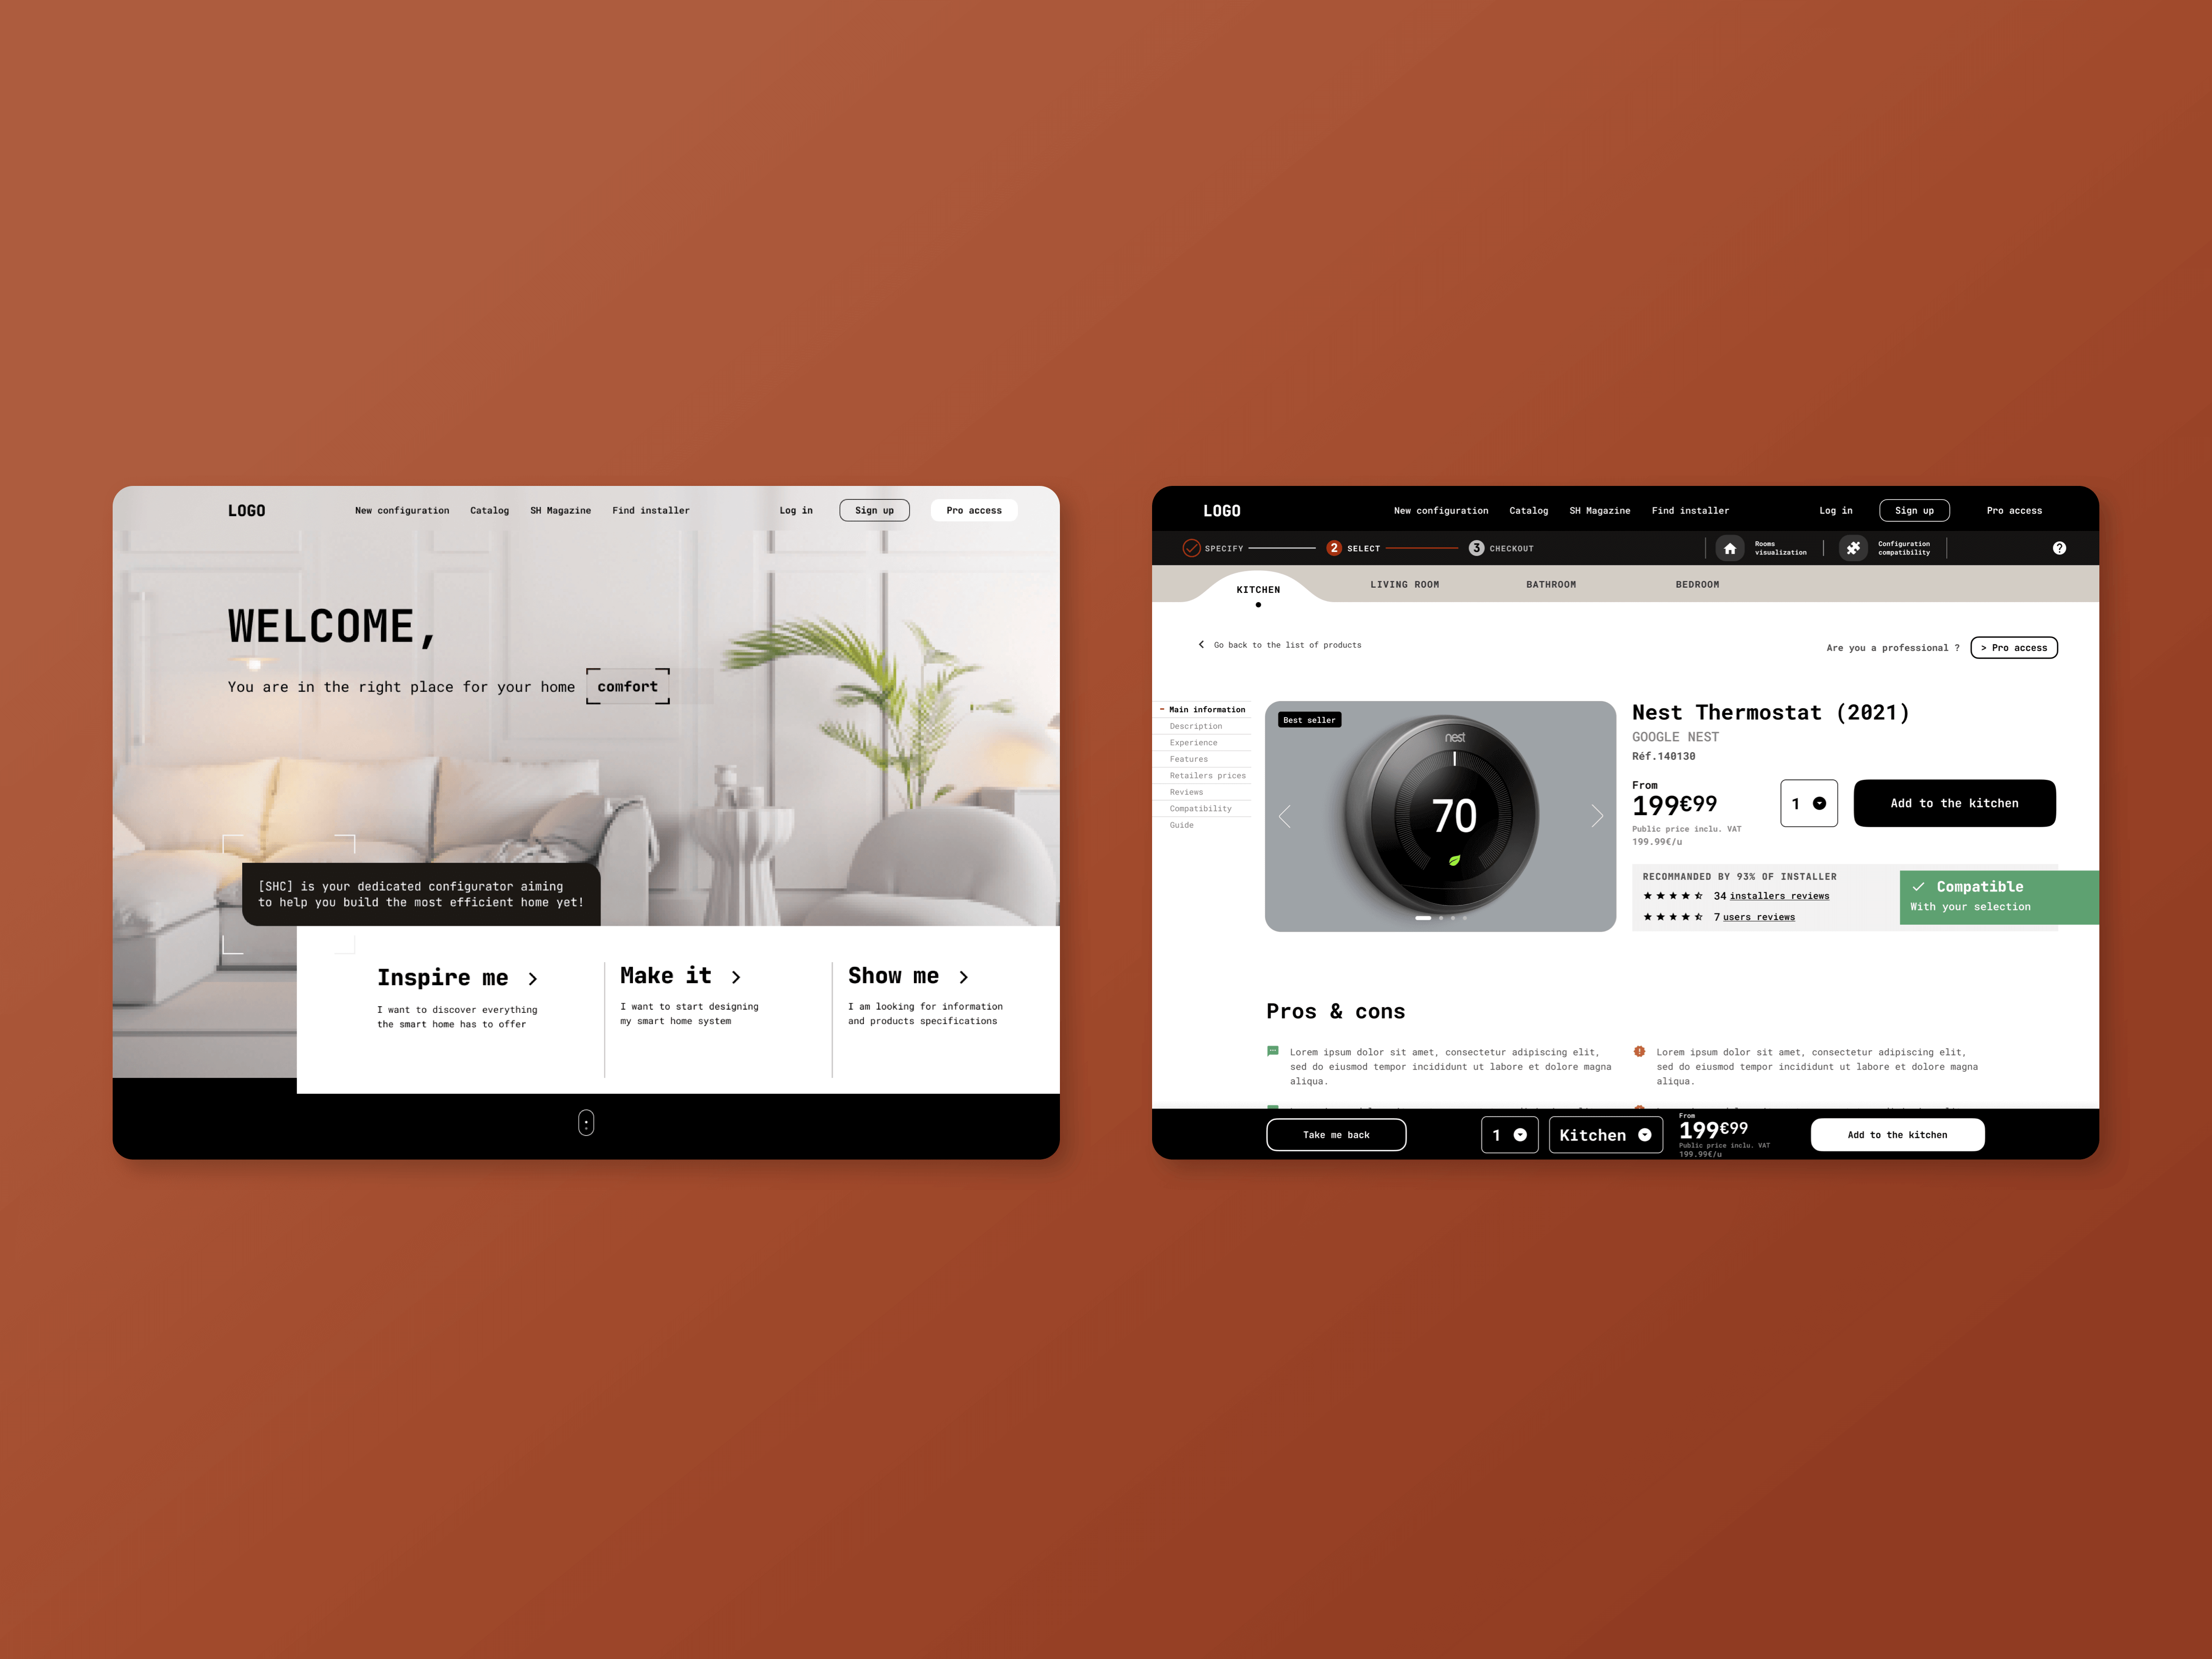 LOGO
New configuration
Catalog
SH Magazine
Find installer
Log in
Sign up
Pro access
WELCOME,
You are in the right place for your home comfort
[SHC] is your dedicated configurator aiming
to help you build the most efficient home yet!
Inspire me >
I want to discover everything
the smart home has to offer
Make it >
I want to start designing
my smart home system
Show me >
I am looking for information
and products specifications
LOGO
New configuration
Catalog
SH Magazine
Find installer
Log in
Sign up
Pro access
SPECIFY
2 SELECT
3 CHECKOUT
Rooms
visualization
Configuration
compatibility
?
KITCHEN
LIVING ROOM
BATHROOM
BEDROOM
< Go back to the list of products
Are you a professional ?
> Pro access
Main information
Description
Experience
Features
Retailers prices
Reviews
Compatibility
Guide
Best seller
nest
70
Nest Thermostat (2021)
GOOGLE NEST
Réf.140130
From
199€99
Public price inclu. VAT
199.99€/u
1
Add to the kitchen
RECOMMANDED BY 93% OF INSTALLER
34 installers reviews
7 users reviews
Compatible
With your selection
Pros & cons
Lorem ipsum dolor sit amet, consectetur adipiscing elit,
sed do eiusmod tempor incididunt ut labore et dolore magna
aliqua.
Lorem ipsum dolor sit amet, consectetur adipiscing elit,
sed do eiusmod tempor incididunt ut labore et dolore magna
aliqua.
Take me back
1
Kitchen
From
199€99
Public price inclu. VAT
199.99€/u
Add to the kitchen